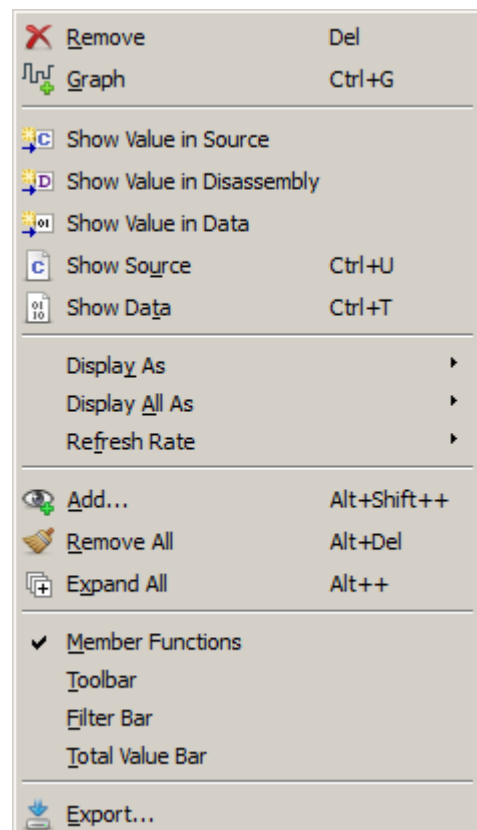 Remove Del
Graph Ctrl+G
Show Value in Source
Show Value in Disassembly
Show Value in Data
Show Source Ctrl+U
Show Data Ctrl+T
Display As
Display All As
Refresh Rate
Add... Alt+Shift++
Remove All Alt+Del
Expand All Alt++
Member Functions
Toolbar
Filter Bar
Total Value Bar
Export...